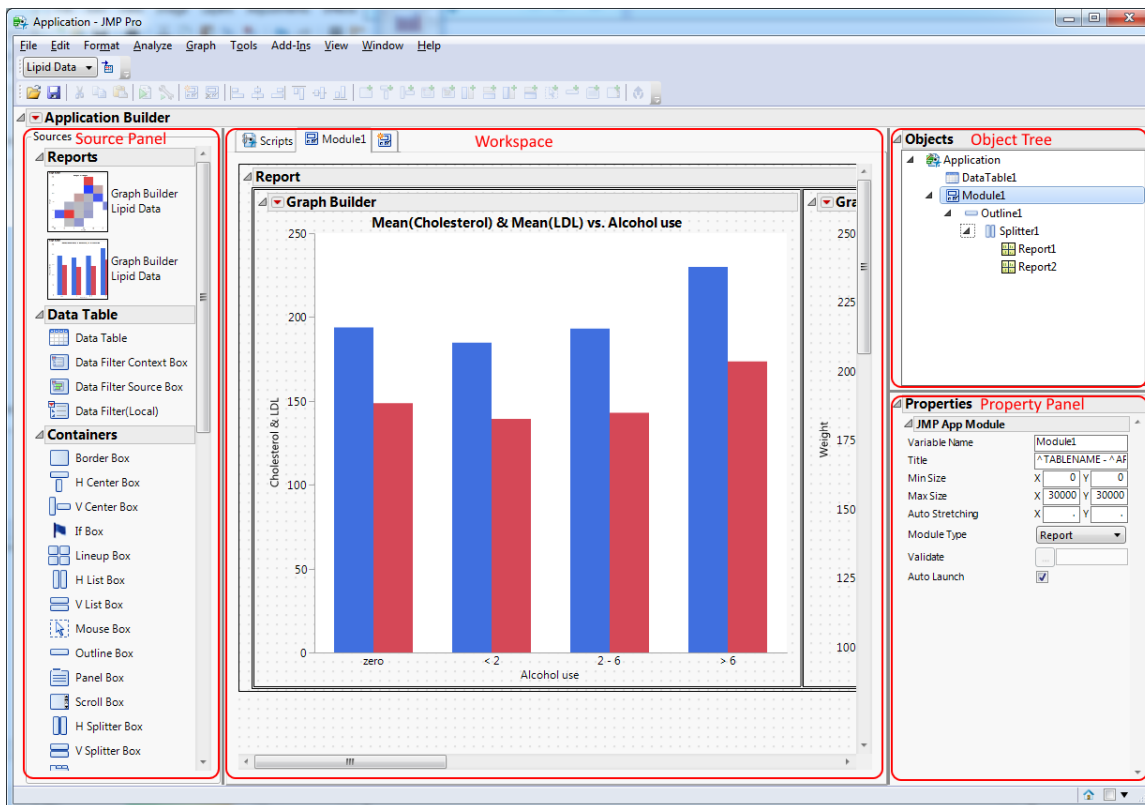 Application - JMP Pro
File Edit Format Analyze Graph Tools Add-Ins View Window Help
Lipid Data
Application Builder
Sources Source Panel
Reports
Graph Builder
Lipid Data
Graph Builder
Lipid Data
Data Table
Data Table
Data Filter Context Box
Data Filter Source Box
Data Filter(Local)
Containers
Border Box
H Center Box
V Center Box
If Box
Lineup Box
H List Box
V List Box
Mouse Box
Outline Box
Panel Box
Scroll Box
H Splitter Box
V Splitter Box
Scripts Module1 Workspace
Report
Graph Builder
Mean(Cholesterol) & Mean(LDL) vs. Alcohol use
250
200
150
100
50
0
Cholesterol & LDL
zero < 2 2 - 6 > 6
Alcohol use
Gra
250
225
200
175
150
125
100
Weight
Objects Object Tree
Application
DataTable1
Module1
Outline1
Splitter1
Report1
Report2
Properties Property Panel
JMP App Module
Variable Name Module1
Title ^TABLENAME - ^AF
Min Size X 0 Y 0
Max Size X 30000 Y 30000
Auto Stretching X . Y .
Module Type Report
Validate ...
Auto Launch